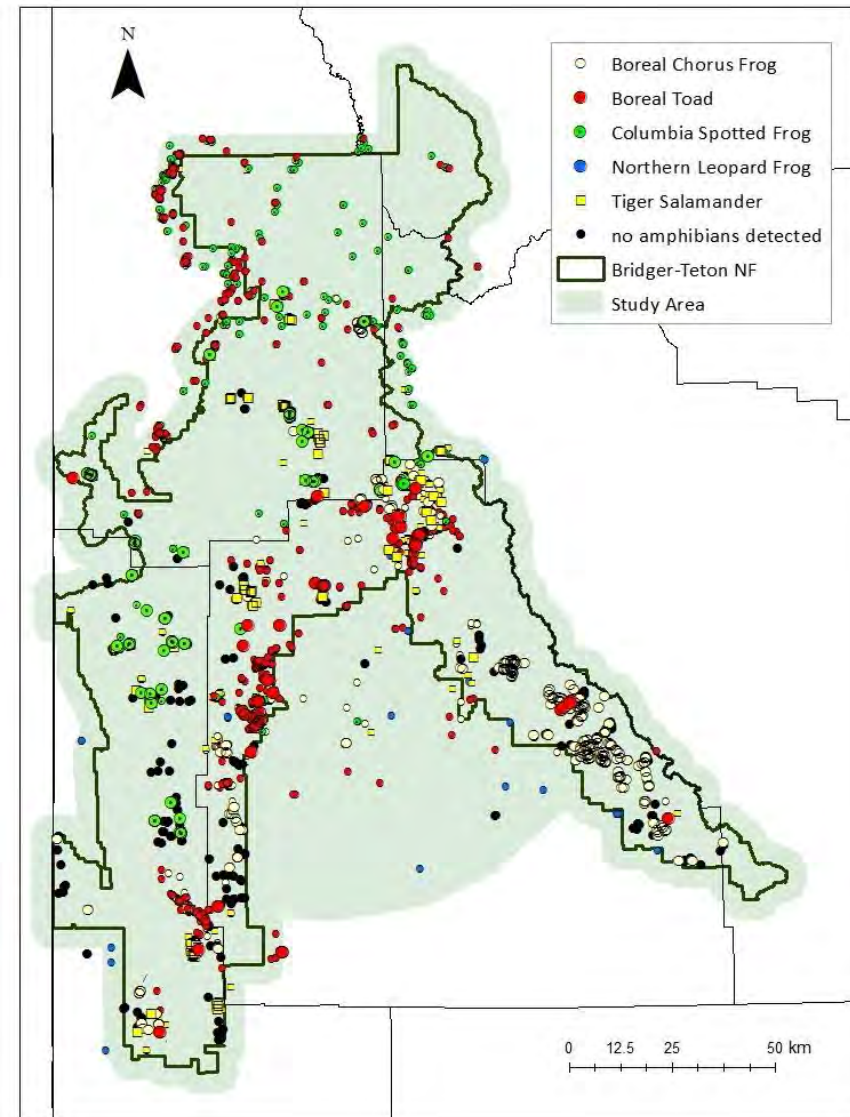 N
Boreal Chorus Frog
Boreal Toad
Columbia Spotted Frog
Northern Leopard Frog
Tiger Salamander
no amphibians detected
Bridger-Teton NF
Study Area
0 12.5 25 50 km